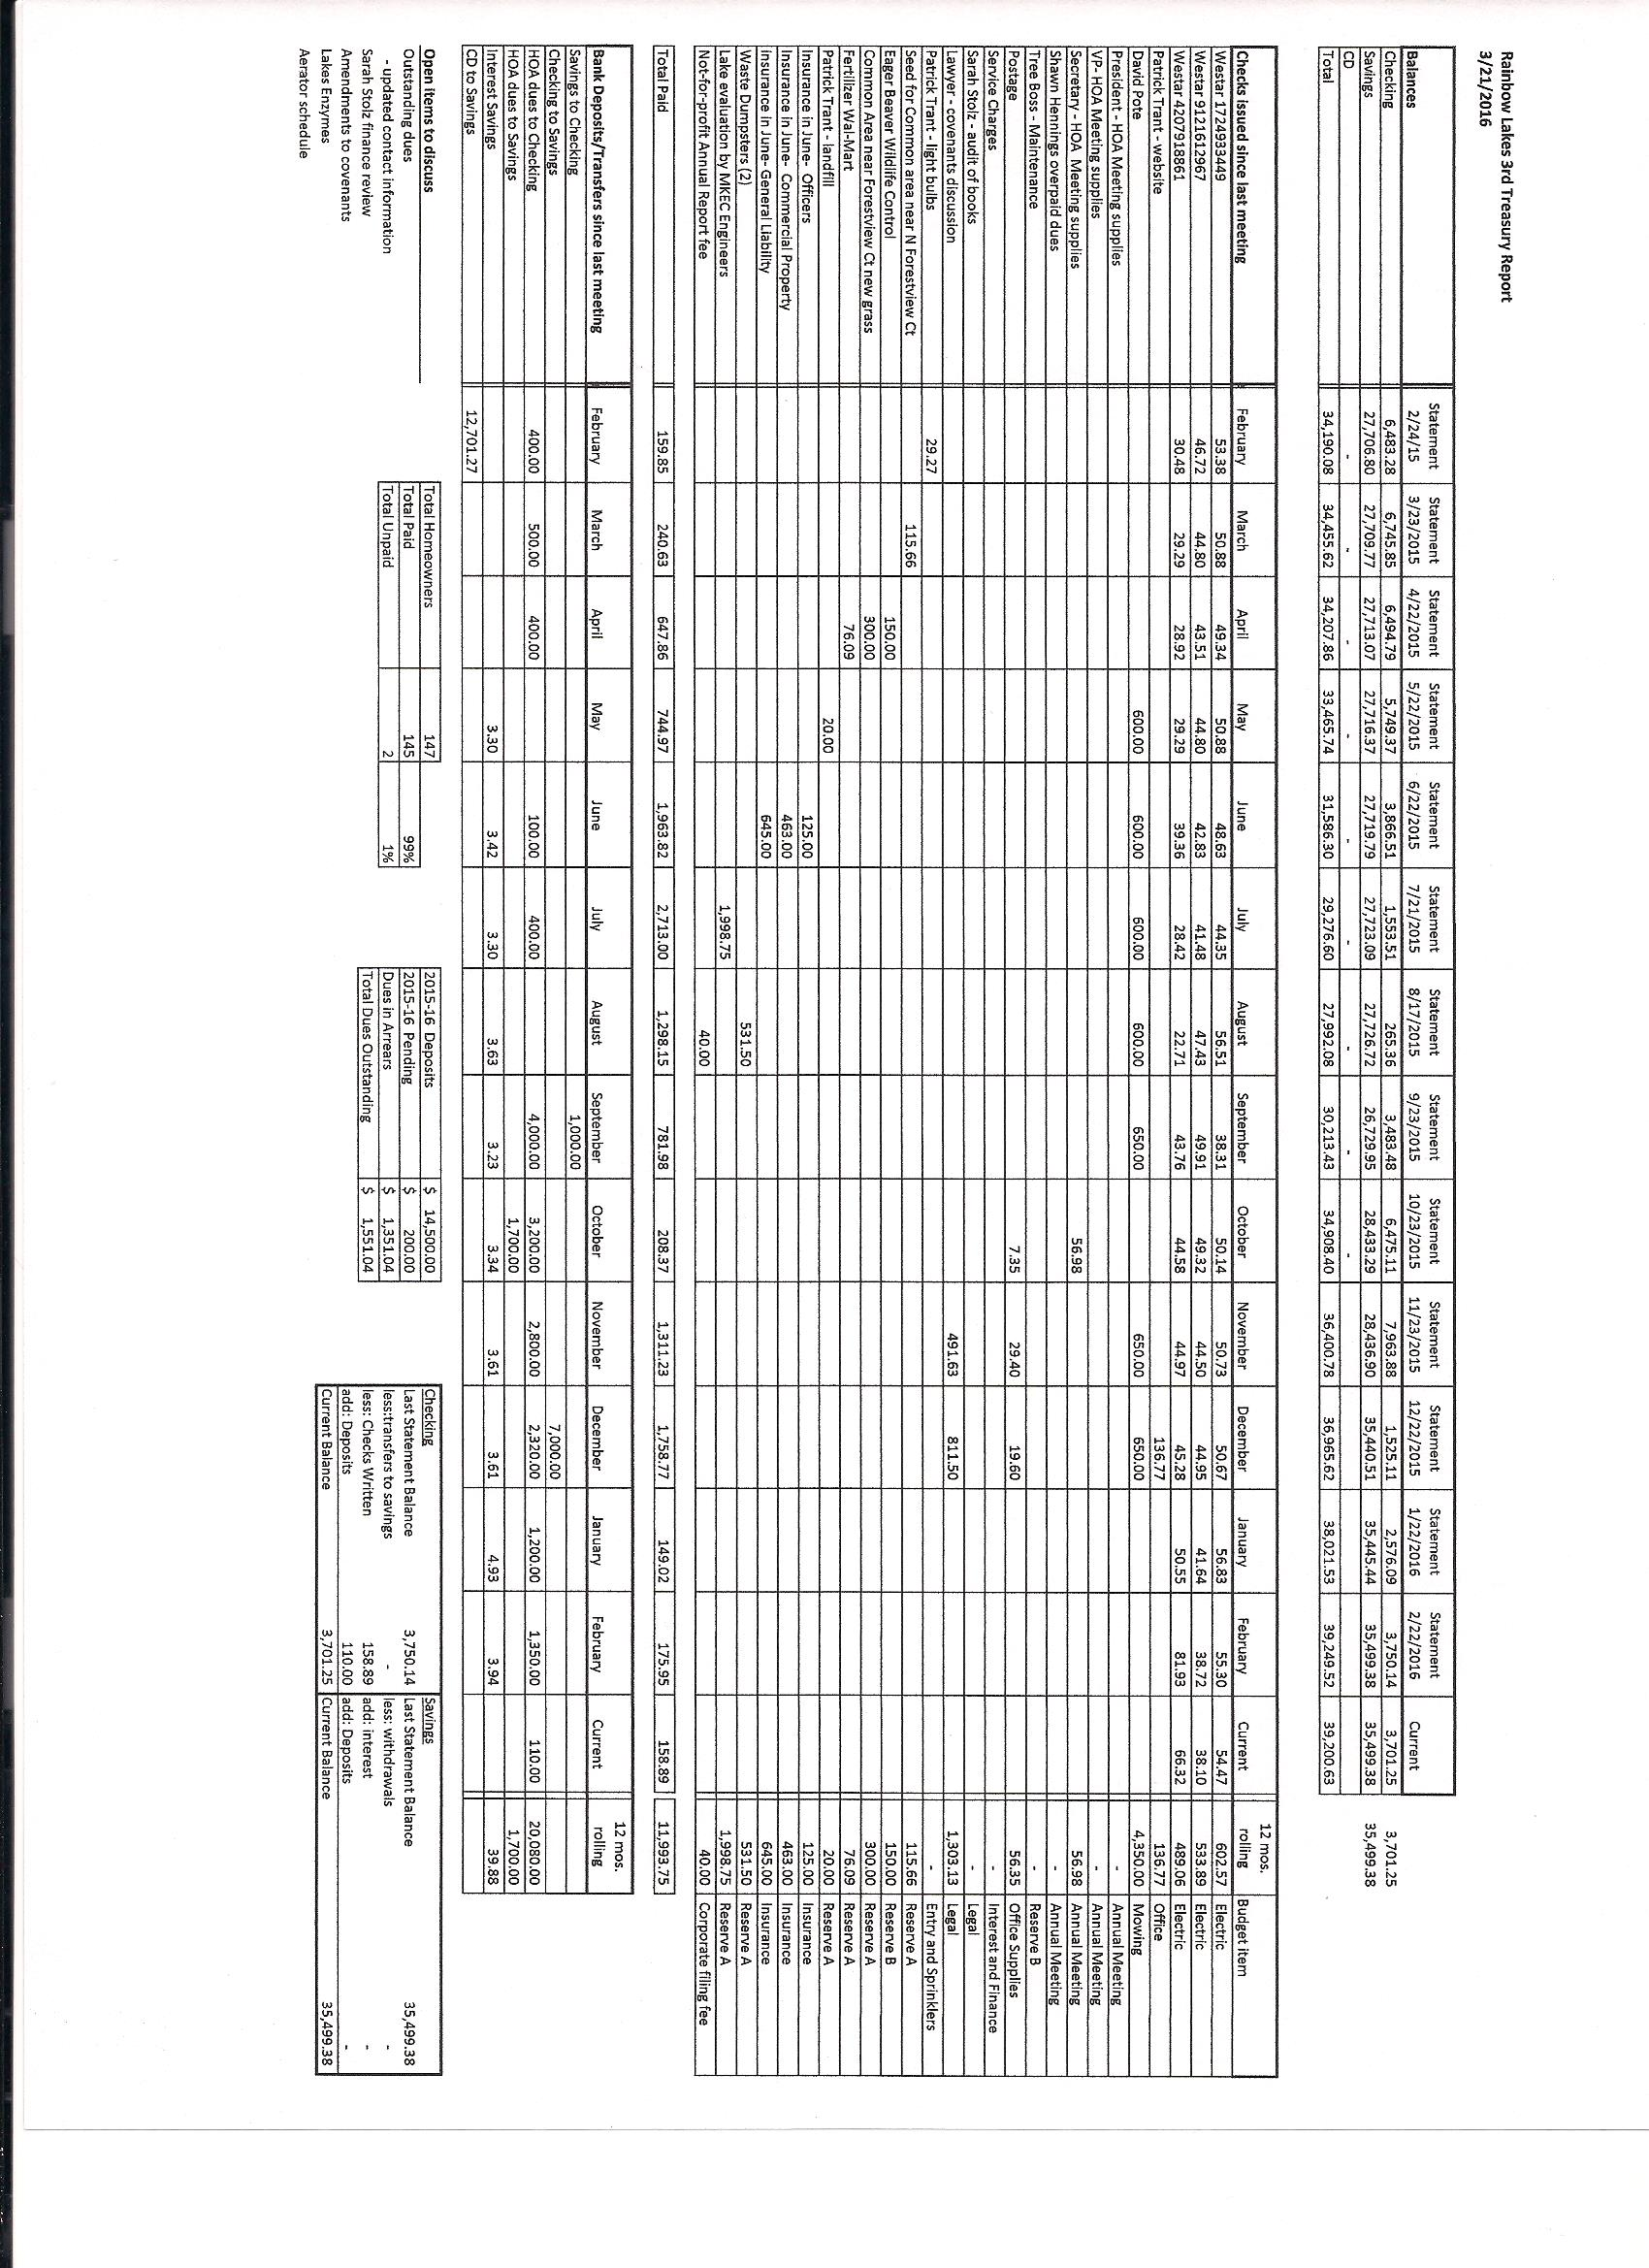 Rainbow Lakes 3rd Treasury Report
3/21/2016
Statement Statement Statement Statement Statement Statement Statement Statement Statement Statement Statement Statement Statement
Balances 2/24/15 3/23/2015 4/22/2015 5/22/2015 6/22/2015 7/21/2015 8/17/2015 9/23/2015 10/23/2015 11/23/2015 12/22/2015 1/22/2016 2/22/2016 Current
Checking 6,483.28 6,745.85 6,494.79 5,749.37 3,866.51 1,553.51 265.36 3,483.48 6,475.11 7,963.88 1,525.11 2,576.09 3,750.14 3,701.25 3,701.25
Savings 27,706.80 27,709.77 27,713.07 27,716.37 27,719.79 27,723.09 27,726.72 26,729.95 28,433.29 28,436.90 35,440.51 35,445.44 35,499.38 35,499.38 35,499.38
CD - - - - - - - - -
Total 34,190.08 34,455.62 34,207.86 33,465.74 31,586.30 29,276.60 27,992.08 30,213.43 34,908.40 36,400.78 36,965.62 38,021.53 39,249.52 39,200.63
12 mos.
Checks issued since last meeting February March April May June July August September October November December January February Current rolling Budget item
Westar 1724933449 53.38 50.88 49.34 50.88 48.63 44.35 56.51 38.31 50.14 50.73 50.67 56.83 55.30 54.47 602.57 Electric
Westar 9121612967 46.72 44.80 43.51 44.80 42.83 41.48 47.43 49.91 49.32 44.50 44.95 41.64 38.72 38.10 533.89 Electric
Westar 4207918861 30.48 29.29 28.92 29.29 39.36 28.42 22.71 43.76 44.58 44.97 45.28 50.55 81.93 66.32 489.06 Electric
Patrick Trant - website 136.77 136.77 Office
David Pote 600.00 600.00 600.00 600.00 650.00 650.00 650.00 4,350.00 Mowing
President - HOA Meeting supplies - Annual Meeting
VP- HOA Meeting supplies - Annual Meeting
Secretary - HOA Meeting supplies 56.98 56.98 Annual Meeting
Shawn Hennings overpaid dues - Annual Meeting
Tree Boss - Maintenance - Reserve B
Postage 7.35 29.40 19.60 56.35 Office Supplies
Service Charges - Interest and Finance
Sarah Stolz - audit of books - Legal
Lawyer - covenants discussion 491.63 811.50 1,303.13 Legal
Patrick Trant - light bulbs 29.27 - Entry and Sprinklers
Seed for Common area near N Forestview Ct 115.66 115.66 Reserve A
Eager Beaver Wildlife Control 150.00 150.00 Reserve B
Common Area near Forestview Ct new grass 300.00 300.00 Reserve A
Fertilizer Wal-Mart 76.09 76.09 Reserve A
Patrick Trant - landfill 20.00 20.00 Reserve A
Insurance in June- Officers 125.00 125.00 Insurance
Insurance in June- Commercial Property 463.00 463.00 Insurance
insurance in June- General Liability 645.00 645.00 Insurance
Waste Dumpsters (2) 531.50 531.50 Reserve A
Lake evaluation by MKEC Engineers 1,998.75 1,998.75 Reserve A
Not-for-profit Annual Report fee 40.00 40.00 Corporate filing fee
Total Paid 159.85 240.63 647.86 744.97 1,963.82 2,713.00 1,298.15 781.98 208.37 1,311.23 1,758.77 149.02 175.95 158.89 11,993.75
12 mos.
Bank Deposits/Transfers since last meeting February March April May June July August September October November December January February Current rolling
Savings to Checking 1,000.00
Checking to Savings 7,000.00
HOA dues to Checking 400.00 500.00 400.00 100.00 400.00 4,000.00 3,200.00 2,800.00 2,320.00 1,200.00 1,350.00 110.00 20,080.00
HOA dues to Savings 1,700.00 1,700.00
Interest Savings 3.30 3.42 3.30 3.63 3.23 3.34 3.61 3.61 4.93 3.94 39.88
CD to Savings 12,701.27
Open items to discuss
Outstanding dues
- updated contact information
Sarah Stolz finance review
Amendments to covenants
Lakes Enzymes
Aerator schedule
Total Homeowners 147
Total Paid 145 99%
Total Unpaid 2 1%
2015-16 Deposits $ 14,500.00
2015-16 Pending $ 200.00
Dues in Arrears $ 1,351.04
Total Dues Outstanding $ 1,551.04
Checking
Last Statement Balance 3,750.14
less:transfers to savings -
less: Checks Written 158.89
add: Deposits 110.00
Current Balance 3,701.25
Savings
Last Statement Balance 35,499.38
less: withdrawals -
add: interest -
add: Deposits -
Current Balance 35,499.38